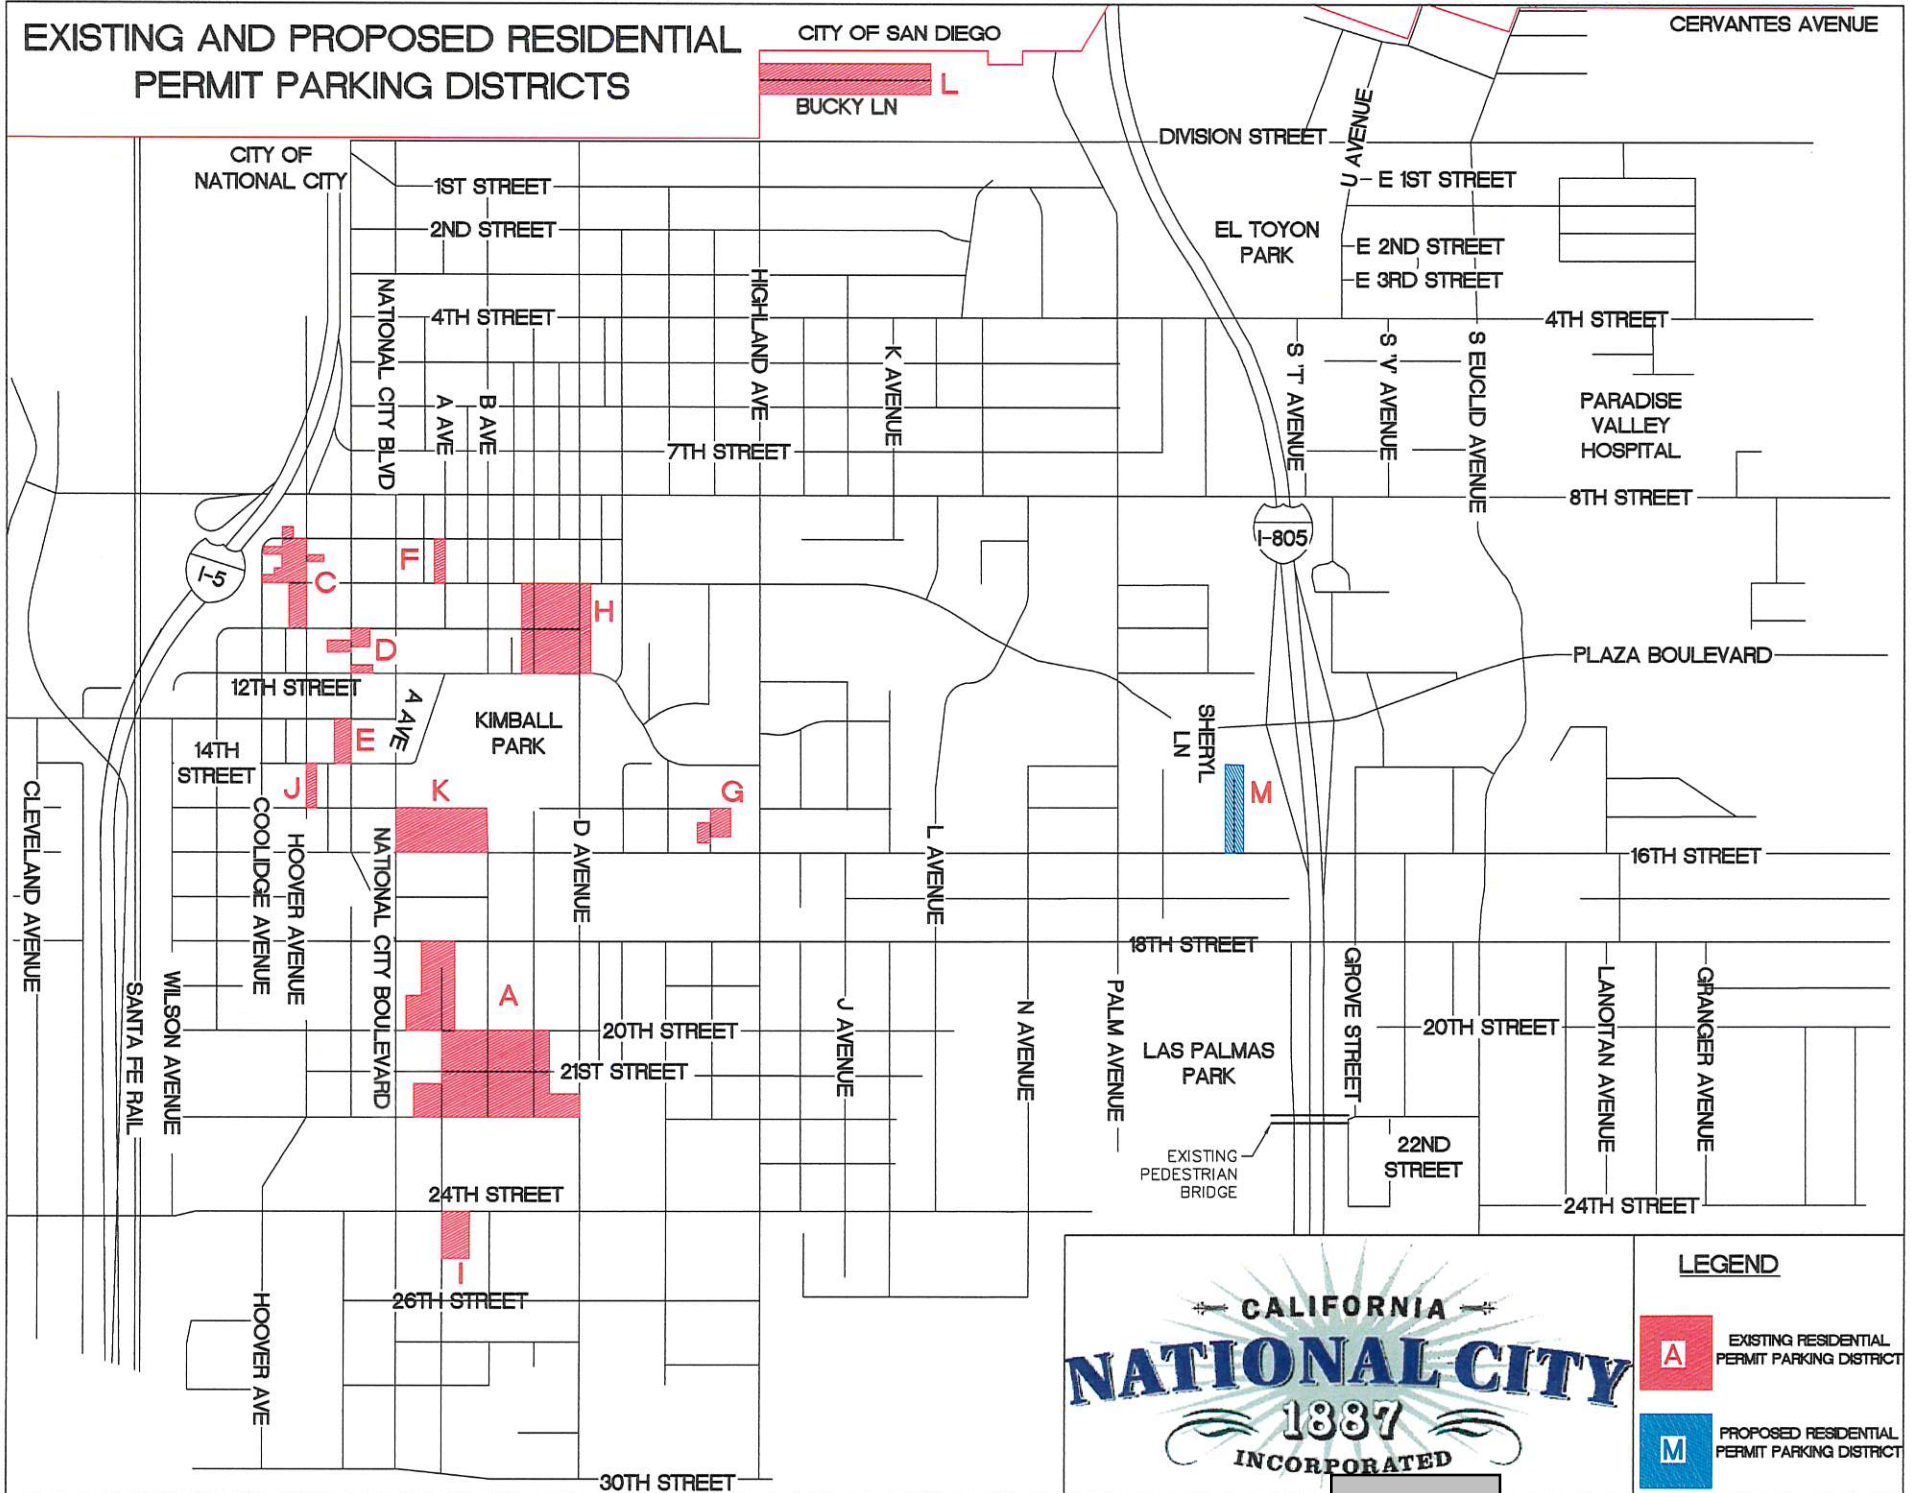 EXISTING AND PROPOSED RESIDENTIAL
PERMIT PARKING DISTRICTS
CITY OF SAN DIEGO
CERVANTES AVENUE
L
BUCKY LN
DIVISION STREET
U AVENUE
CITY OF
NATIONAL CITY
1ST STREET
E 1ST STREET
2ND STREET
EL TOYON
PARK
E 2ND STREET
E 3RD STREET
NATIONAL CITY BLVD
HIGHLAND AVE
4TH STREET
4TH STREET
K AVENUE
S 'T' AVENUE
S 'V' AVENUE
S EUCLID AVENUE
A AVE
B AVE
PARADISE
VALLEY
HOSPITAL
7TH STREET
8TH STREET
I-805
I-5
C
F
H
D
PLAZA BOULEVARD
12TH STREET
A AVE
KIMBALL
PARK
SHERYL
LN
E
14TH
STREET
J
K
G
M
CLEVELAND AVENUE
COOLIDGE AVENUE
HOOVER AVENUE
NATIONAL CITY BOULEVARD
D AVENUE
L AVENUE
16TH STREET
18TH STREET
SANTA FE RAIL
WILSON AVENUE
A
J AVENUE
N AVENUE
PALM AVENUE
GROVE STREET
LANOITAN AVENUE
GRANGER AVENUE
20TH STREET
20TH STREET
21ST STREET
LAS PALMAS
PARK
EXISTING
PEDESTRIAN
BRIDGE
22ND
STREET
24TH STREET
24TH STREET
I
26TH STREET
HOOVER AVE
30TH STREET
CALIFORNIA
NATIONAL CITY
1887
INCORPORATED
LEGEND
A
EXISTING RESIDENTIAL
PERMIT PARKING DISTRICT
M
PROPOSED RESIDENTIAL
PERMIT PARKING DISTRICT